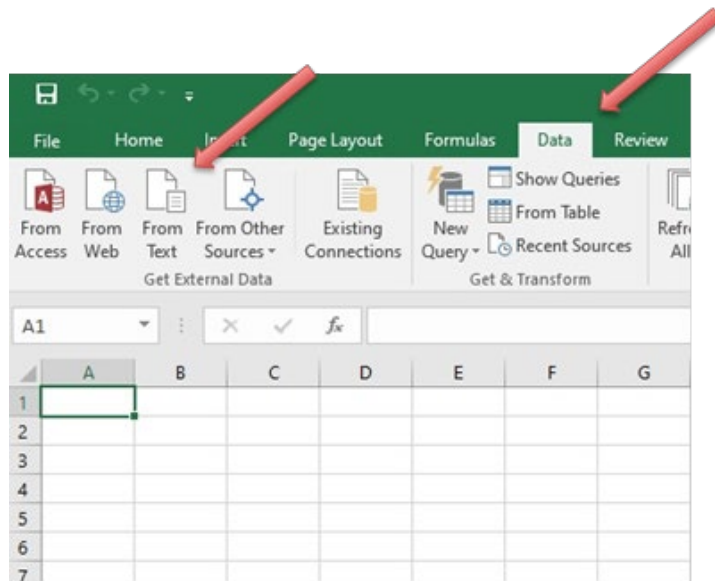 File Home Insert Page Layout Formulas Data Review
From Access
From Web
From Text
From Other Sources
Existing Connections
New Query
Show Queries
From Table
Recent Sources
All
Get External Data
Get & Transform
A1
fx
A B C D E F G
1
2
3
4
5
6
7